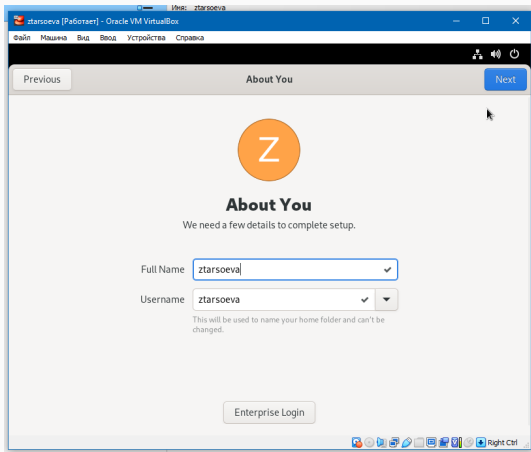 Имя: ztarsoeva
ztarsoeva [Работает] - Oracle VM VirtualBox
Файл Машина Вид Ввод Устройства Справка
Previous
About You
Next
Z
About You
We need a few details to complete setup.
Full Name ztarsoeva
Username ztarsoeva
This will be used to name your home folder and can't be
changed.
Enterprise Login
Right Ctrl